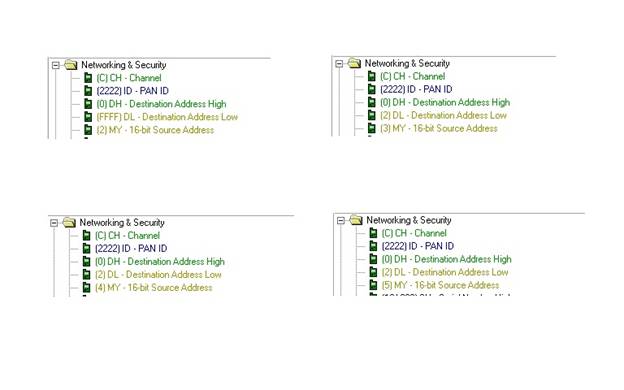 Networking & Security
(C) CH - Channel
(2222) ID - PAN ID
(0) DH - Destination Address High
(FFFF) DL - Destination Address Low
(2) MY - 16-bit Source Address
Networking & Security
(C) CH - Channel
(2222) ID - PAN ID
(0) DH - Destination Address High
(2) DL - Destination Address Low
(3) MY - 16-bit Source Address
Networking & Security
(C) CH - Channel
(2222) ID - PAN ID
(0) DH - Destination Address High
(2) DL - Destination Address Low
(4) MY - 16-bit Source Address
Networking & Security
(C) CH - Channel
(2222) ID - PAN ID
(0) DH - Destination Address High
(2) DL - Destination Address Low
(5) MY - 16-bit Source Address